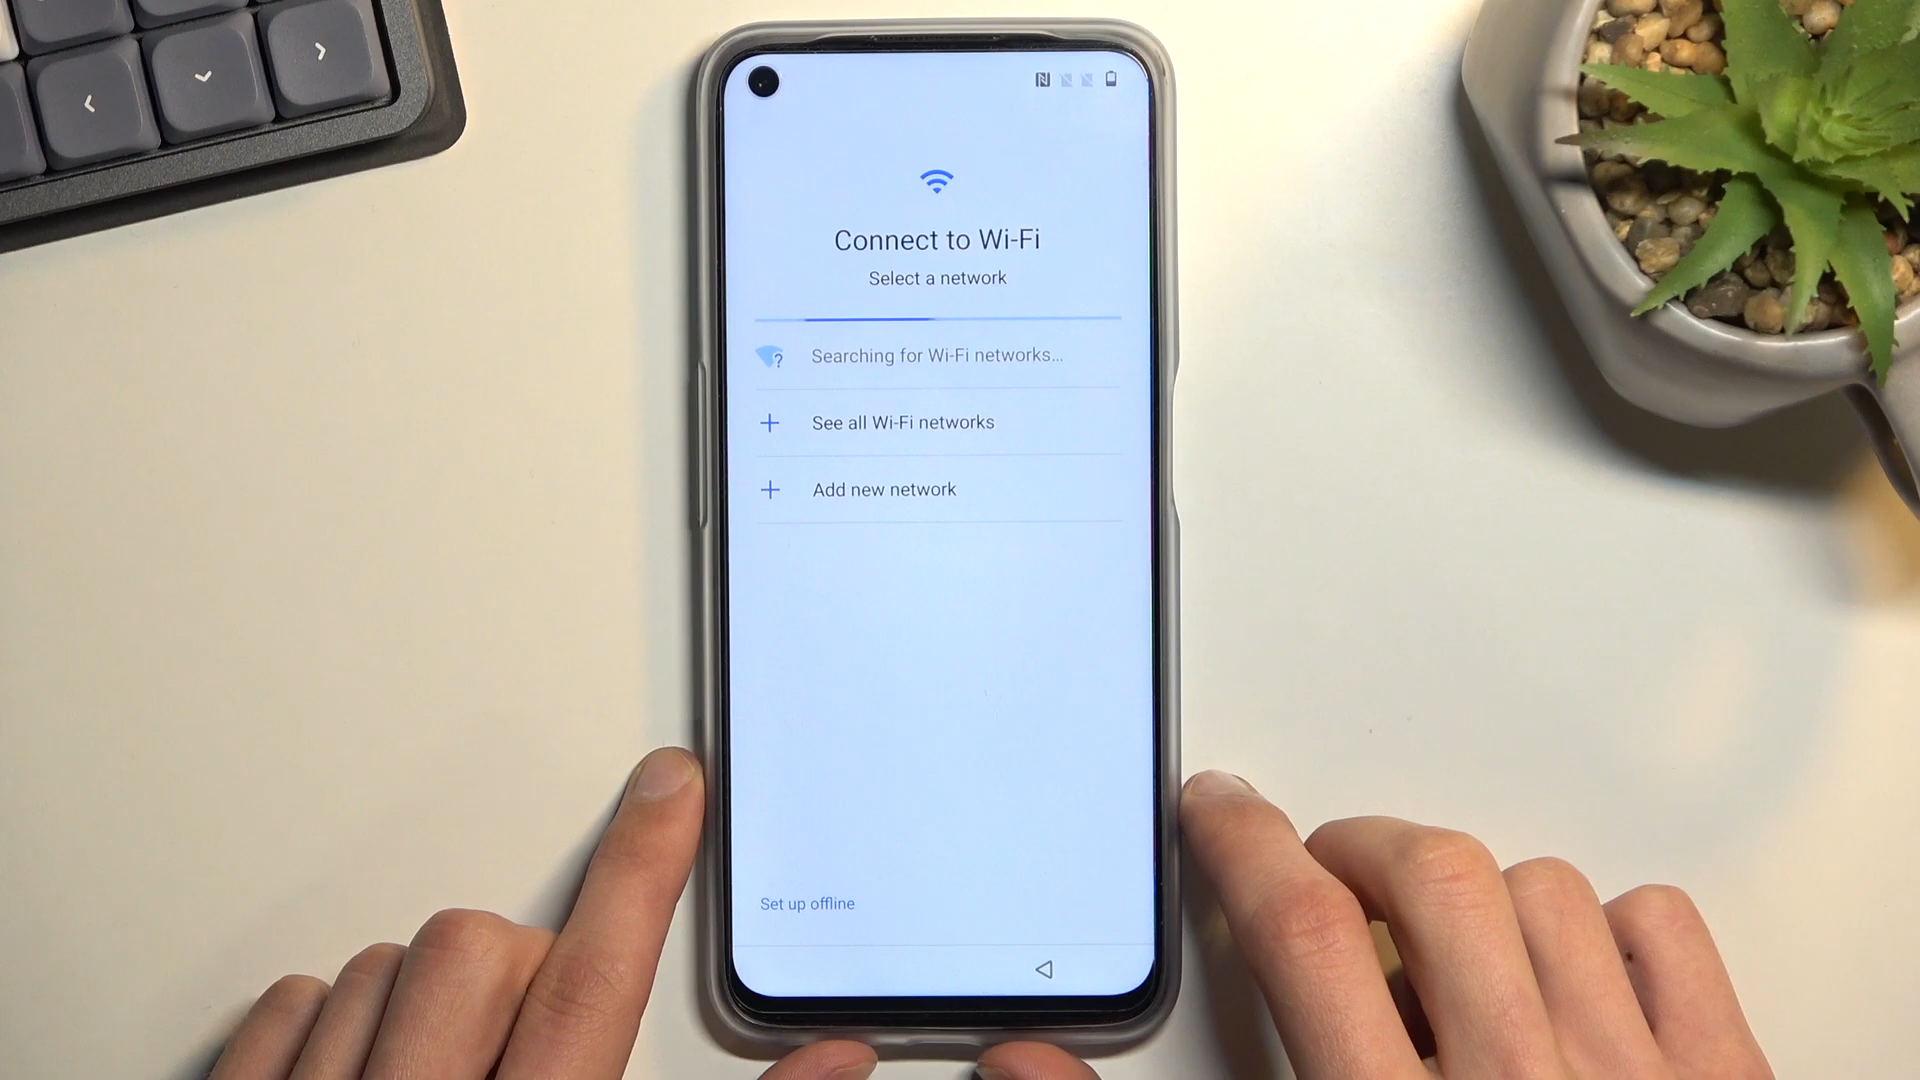 Connect to Wi-Fi
Select a network
Searching for Wi-Fi networks...
See all Wi-Fi networks
Add new network
Set up offline